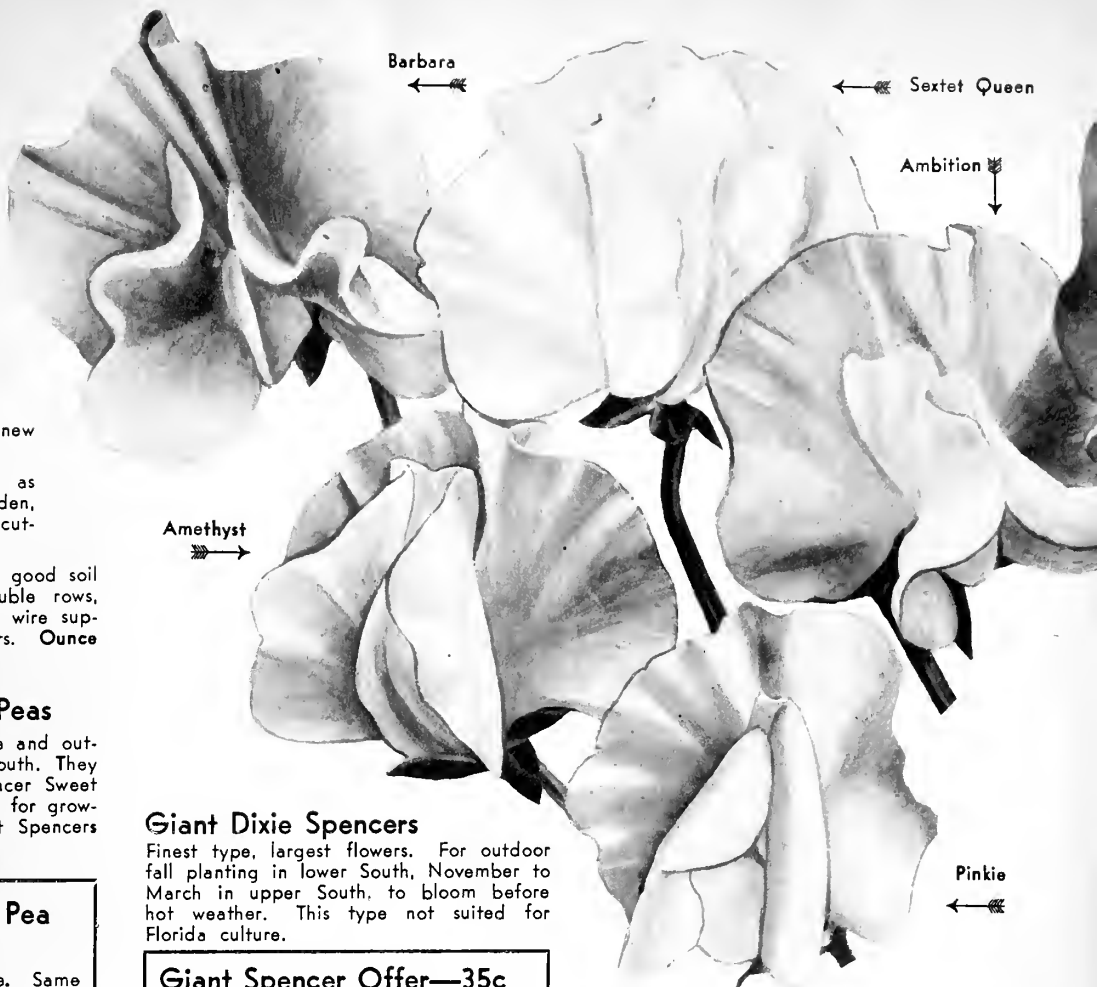 Barbara
Sextet Queen
Ambition
Amethyst
Pinkie
new
as
den,
cut-
good soil
uble rows,
wire sup-
rs. Ounce
Peas
e and out-
outh. They
ncer Sweet
for grow-
t Spencers
Pea
e. Same
Giant Dixie Spencers
Finest type, largest flowers. For outdoor
fall planting in lower South, November to
March in upper South, to bloom before
hot weather. This type not suited for
Florida culture.
Giant Spencer Offer—35c